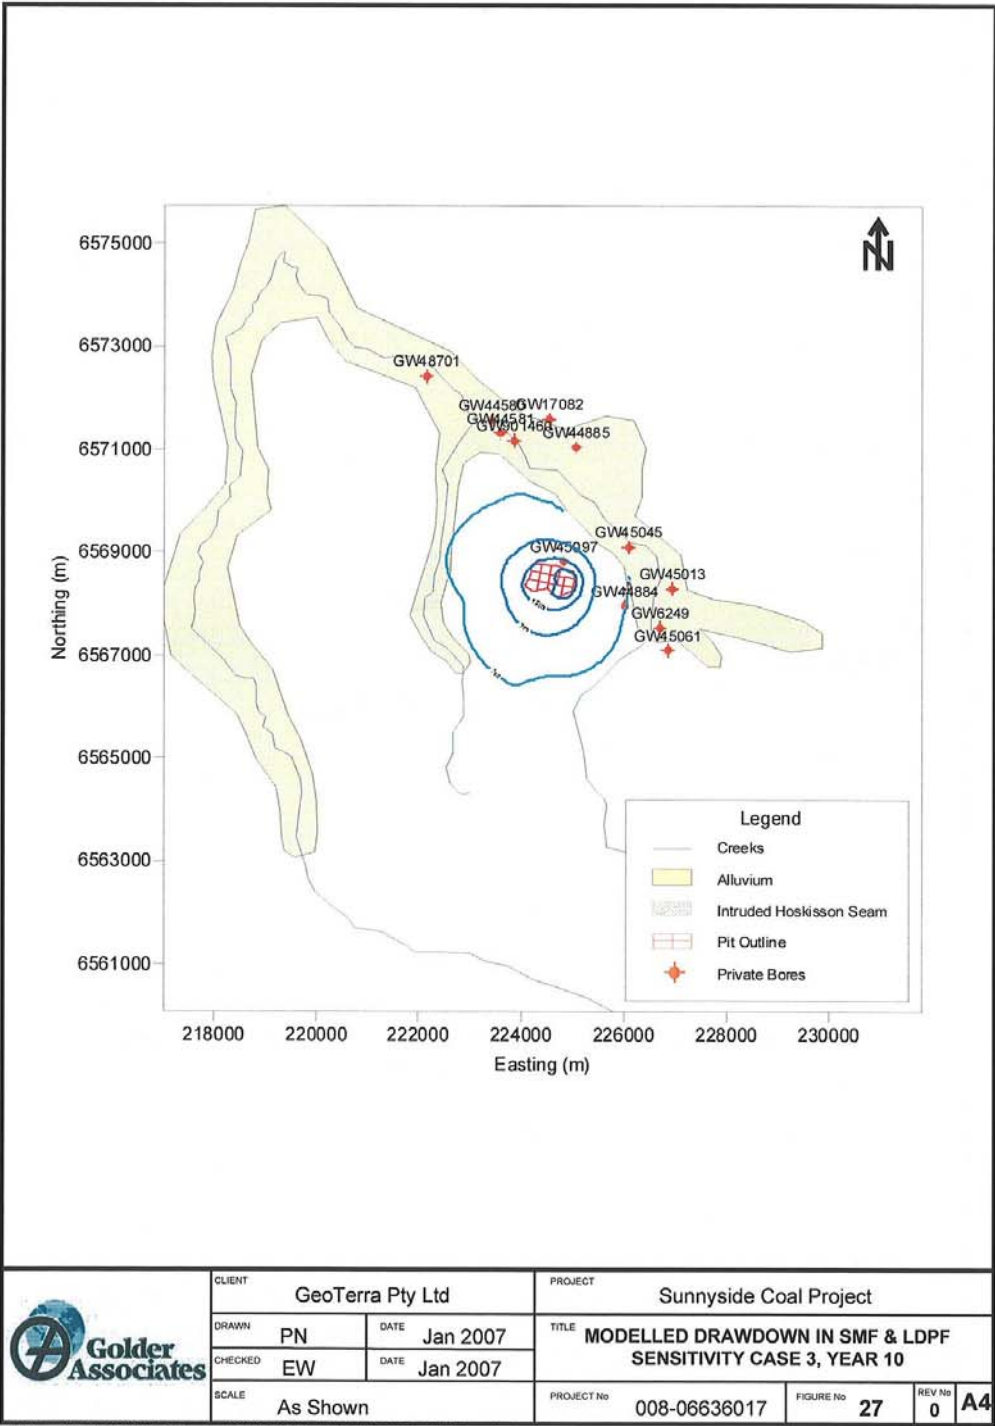 6575000
6573000
6571000
6569000
6567000
6565000
6563000
6561000
Northing (m)
N
GW48701
GW17082
GW44581
GW44885
GW45045
GW45097
GW45013
GW44884
GW6249
GW45061
Legend
Creeks
Alluvium
Intruded Hoskisson Seam
Pit Outline
Private Bores
218000 220000 222000 224000 226000 228000 230000
Easting (m)
Golder
Associates
CLIENT
GeoTerra Pty Ltd
PROJECT
Sunnyside Coal Project
DRAWN PN DATE Jan 2007
CHECKED EW DATE Jan 2007
TITLE MODELLED DRAWDOWN IN SMF & LDPF
SENSITIVITY CASE 3, YEAR 10
SCALE
As Shown
PROJECT No 008-06636017 FIGURE No 27 REV No 0 A4